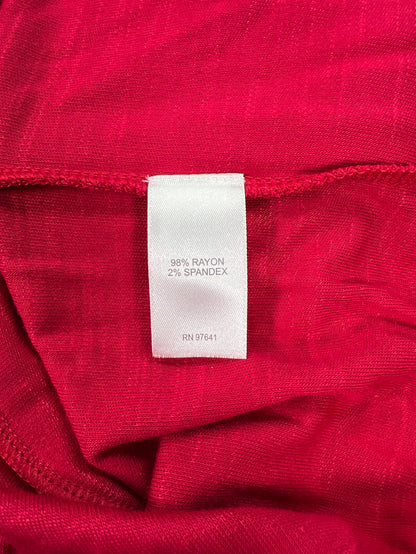 98% RAYON
2% SPANDEX
RN 97641